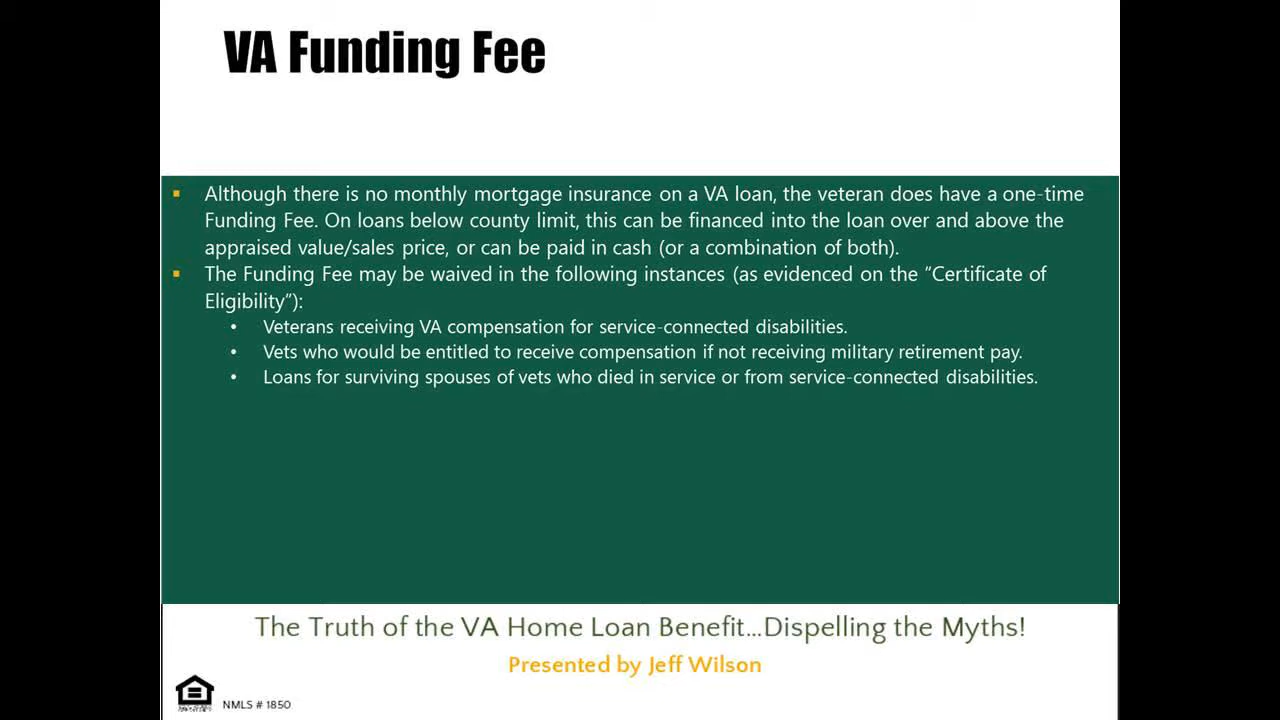 VA Funding Fee
▪ Although there is no monthly mortgage insurance on a VA loan, the veteran does have a one-time
Funding Fee. On loans below county limit, this can be financed into the loan over and above the
appraised value/sales price, or can be paid in cash (or a combination of both).
▪ The Funding Fee may be waived in the following instances (as evidenced on the “Certificate of
Eligibility”):
• Veterans receiving VA compensation for service-connected disabilities.
• Vets who would be entitled to receive compensation if not receiving military retirement pay.
• Loans for surviving spouses of vets who died in service or from service-connected disabilities.
The Truth of the VA Home Loan Benefit...Dispelling the Myths!
Presented by Jeff Wilson
NMLS # 1850